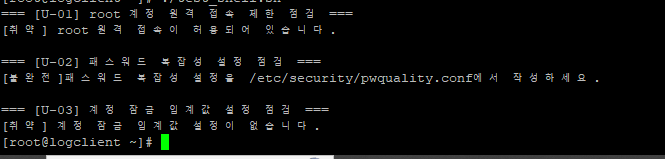 === [U-01] root 계정 원격 접속 제한 점검 ===
[취약] root 원격 접속이 허용되어 있습니다.
=== [U-02] 패스워드 복잡성 설정 점검 ===
[불완전]패스워드 복잡성 설정을 /etc/security/pwquality.conf에서 작성하세요.
=== [U-03] 계정 잠금 임계값 설정 점검 ===
[취약] 계정 잠금 임계값 설정이 없습니다.
[root@logclient ~]#